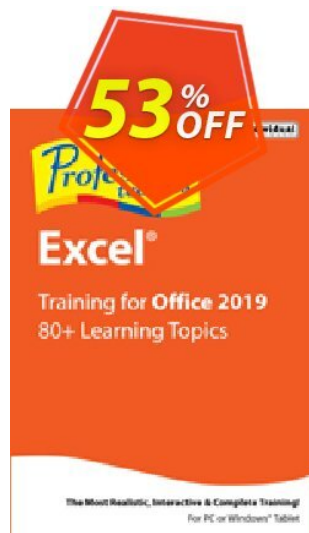 53%
OFF
Excel®
Training for Office 2019
80+ Learning Topics
The Most Realistic, Interactive & Complete Training!
For PC or Windows® Tablet